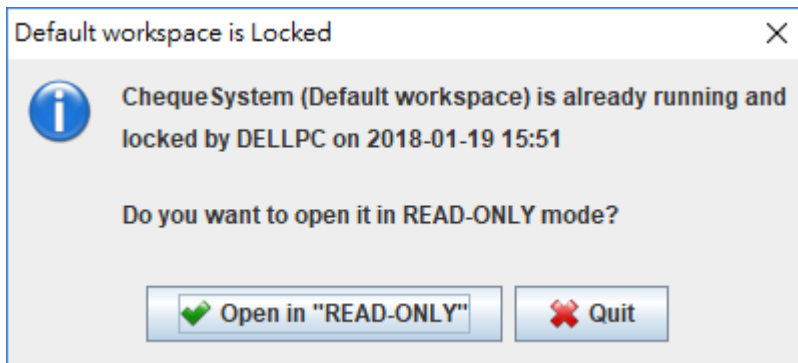 Default workspace is Locked
ChequeSystem (Default workspace) is already running and
locked by DELLPC on 2018-01-19 15:51
Do you want to open it in READ-ONLY mode?
Open in "READ-ONLY"
Quit